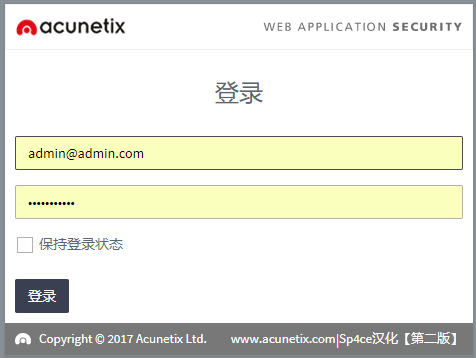 acunetix WEB APPLICATION SECURITY
登录
admin@admin.com
•••••••••••
保持登录状态
登录
Copyright © 2017 Acunetix Ltd. www.acunetix.com|Sp4ce汉化【第二版】